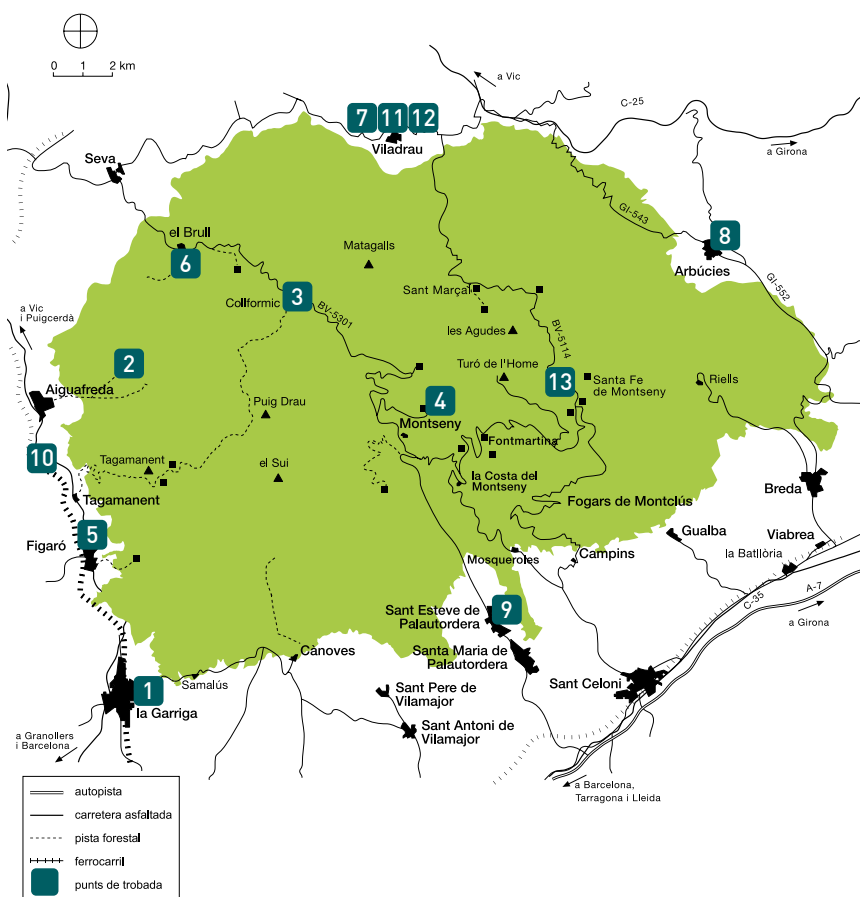 0 1 2 km
a Vic
C-25
a Girona
7 11 12
Viladrau
Seva
GI-543
el Brull
6
Matagalls
8
Arbúcies
Collformic
3
BV-5301
Sant Marçal
GI-552
a Vic
i Puigcerdà
les Agudes
BV-5114
2
Turó de l'Home
13
Santa Fe
de Montseny
Riells
Aiguafreda
Puig Drau
4
Montseny
Fontmartina
10
Tagamanent
el Sui
la Costa del
Montseny
Breda
Tagamanent
Fogars de Montclús
5
Figaró
Gualba
Viabrea
Mosqueroles
Campins
la Batllòria
A-7
C-35
a Girona
Sant Esteve de
Palautordera
9
Cànoves
Santa Maria de
Palautordera
Samalús
Sant Celoni
1
la Garriga
Sant Pere de
Vilamajor
Sant Antoni de
Vilamajor
a Granollers
i Barcelona
a Barcelona,
Tarragona i Lleida
autopista
carretera asfaltada
pista forestal
ferrocarril
punts de trobada